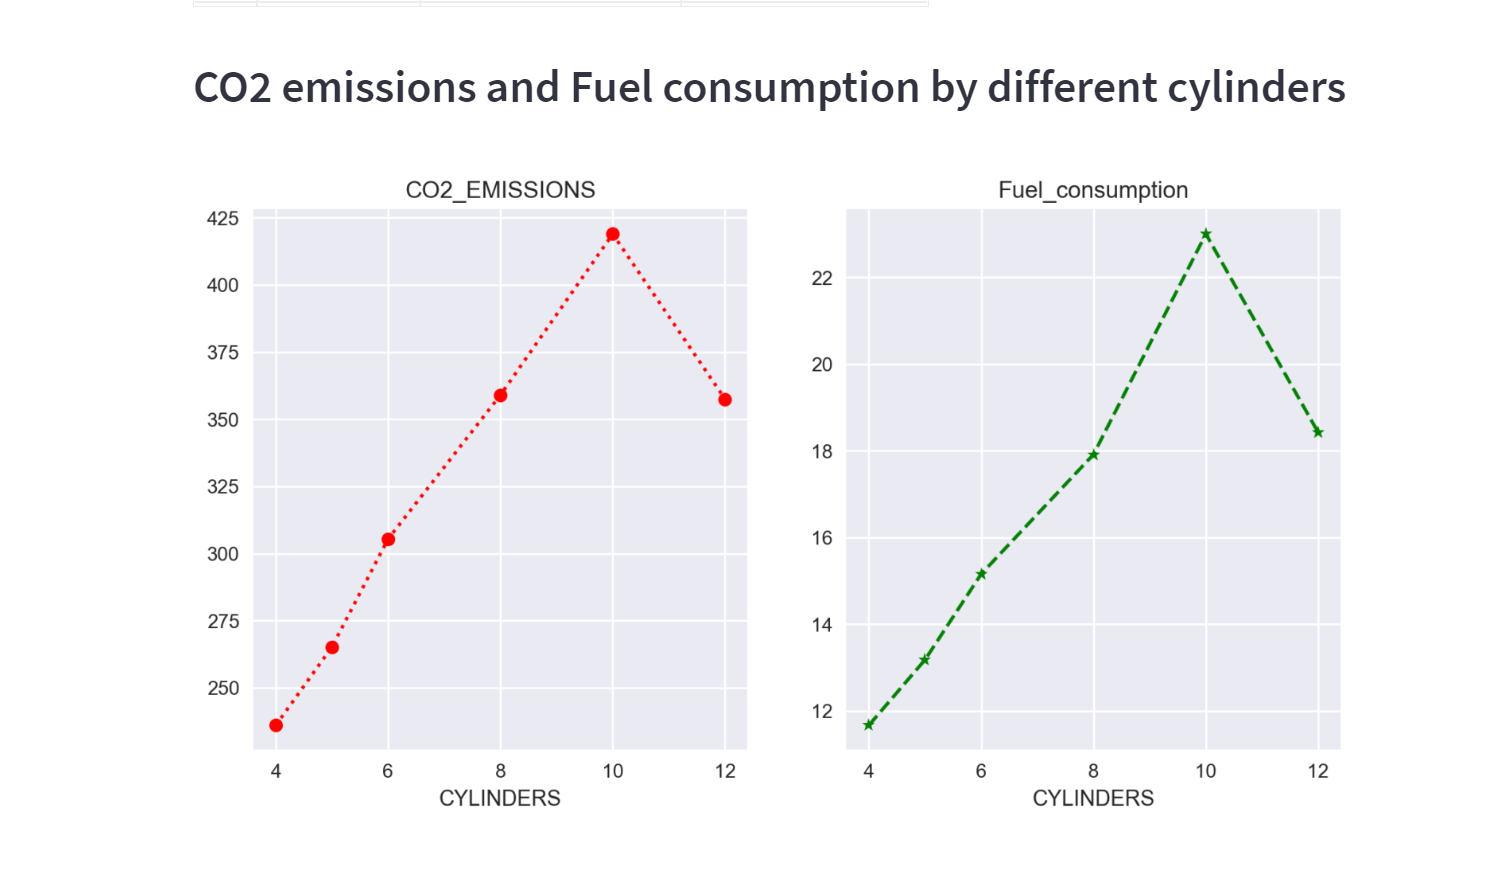 CO2 emissions and Fuel consumption by different cylinders
CO2_EMISSIONS
425
400
375
350
325
300
275
250
4 6 8 10 12
CYLINDERS
Fuel_consumption
22
20
18
16
14
12
4 6 8 10 12
CYLINDERS